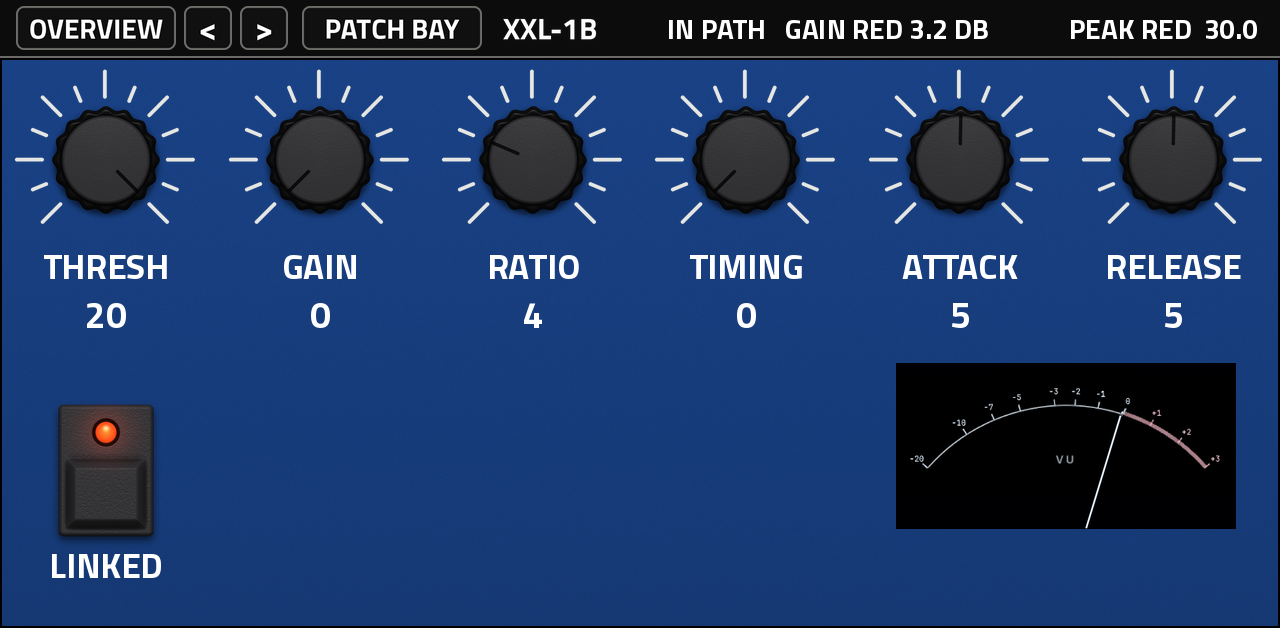 OVERVIEW < > PATCH BAY XXL-1B IN PATH GAIN RED 3.2 DB PEAK RED 30.0
THRESH GAIN RATIO TIMING ATTACK RELEASE
20 0 4 0 5 5
-20 -10 -7 -5 -3 -2 -1 0 +1 +2 +3
VU
LINKED